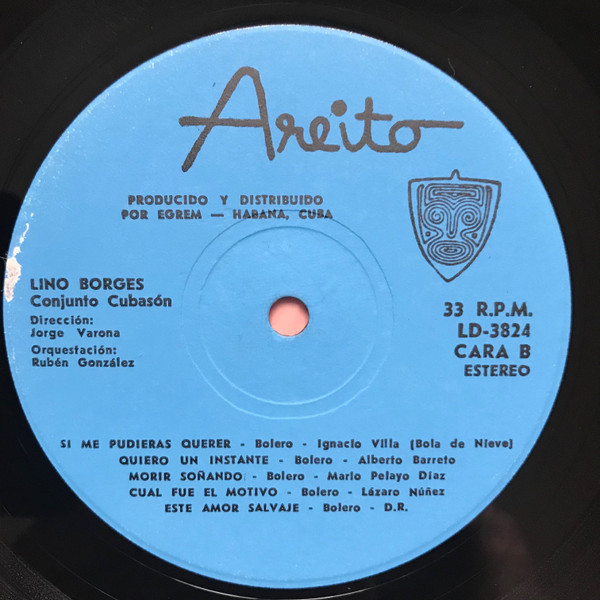 Areito
PRODUCIDO Y DISTRIBUIDO
POR EGREM — HABANA, CUBA
LINO BORGES
Conjunto Cubasón
Dirección:
Jorge Varona
Orquestación:
Rubén González
33 R.P.M.
LD-3824
CARA B
ESTEREO
SI ME PUDIERAS QUERER - Bolero - Ignacio Villa (Bola de Nieve)
QUIERO UN INSTANTE - Bolero - Alberto Barreto
MORIR SOÑANDO - Bolero - Mario Pelayo Díaz
CUAL FUE EL MOTIVO - Bolero - Lázaro Núñez
ESTE AMOR SALVAJE - Bolero - D.R.